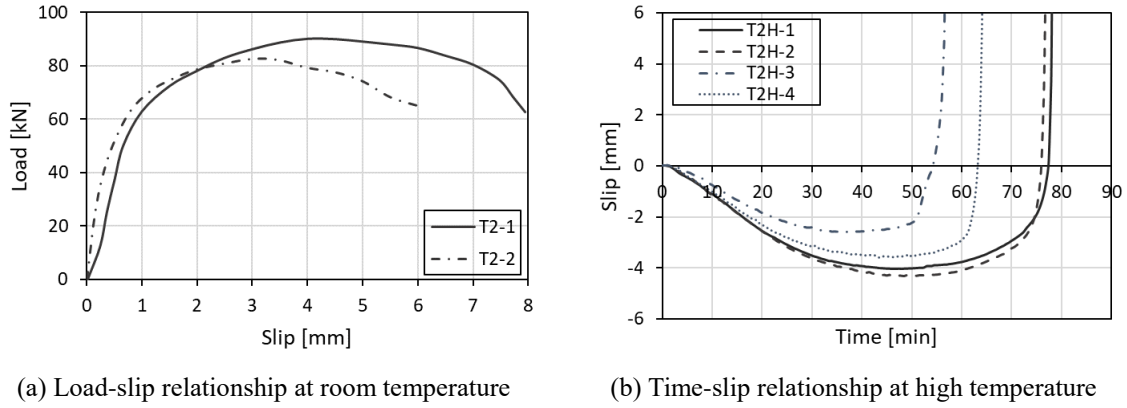 100
80
60
40
20
0
Load [kN]
0 1 2 3 4 5 6 7 8
Slip [mm]
T2-1
T2-2
(a) Load-slip relationship at room temperature
6
4
2
0
-2
-4
-6
Slip [mm]
0 10 20 30 40 50 60 70 80 90
Time [min]
T2H-1
T2H-2
T2H-3
T2H-4
(b) Time-slip relationship at high temperature